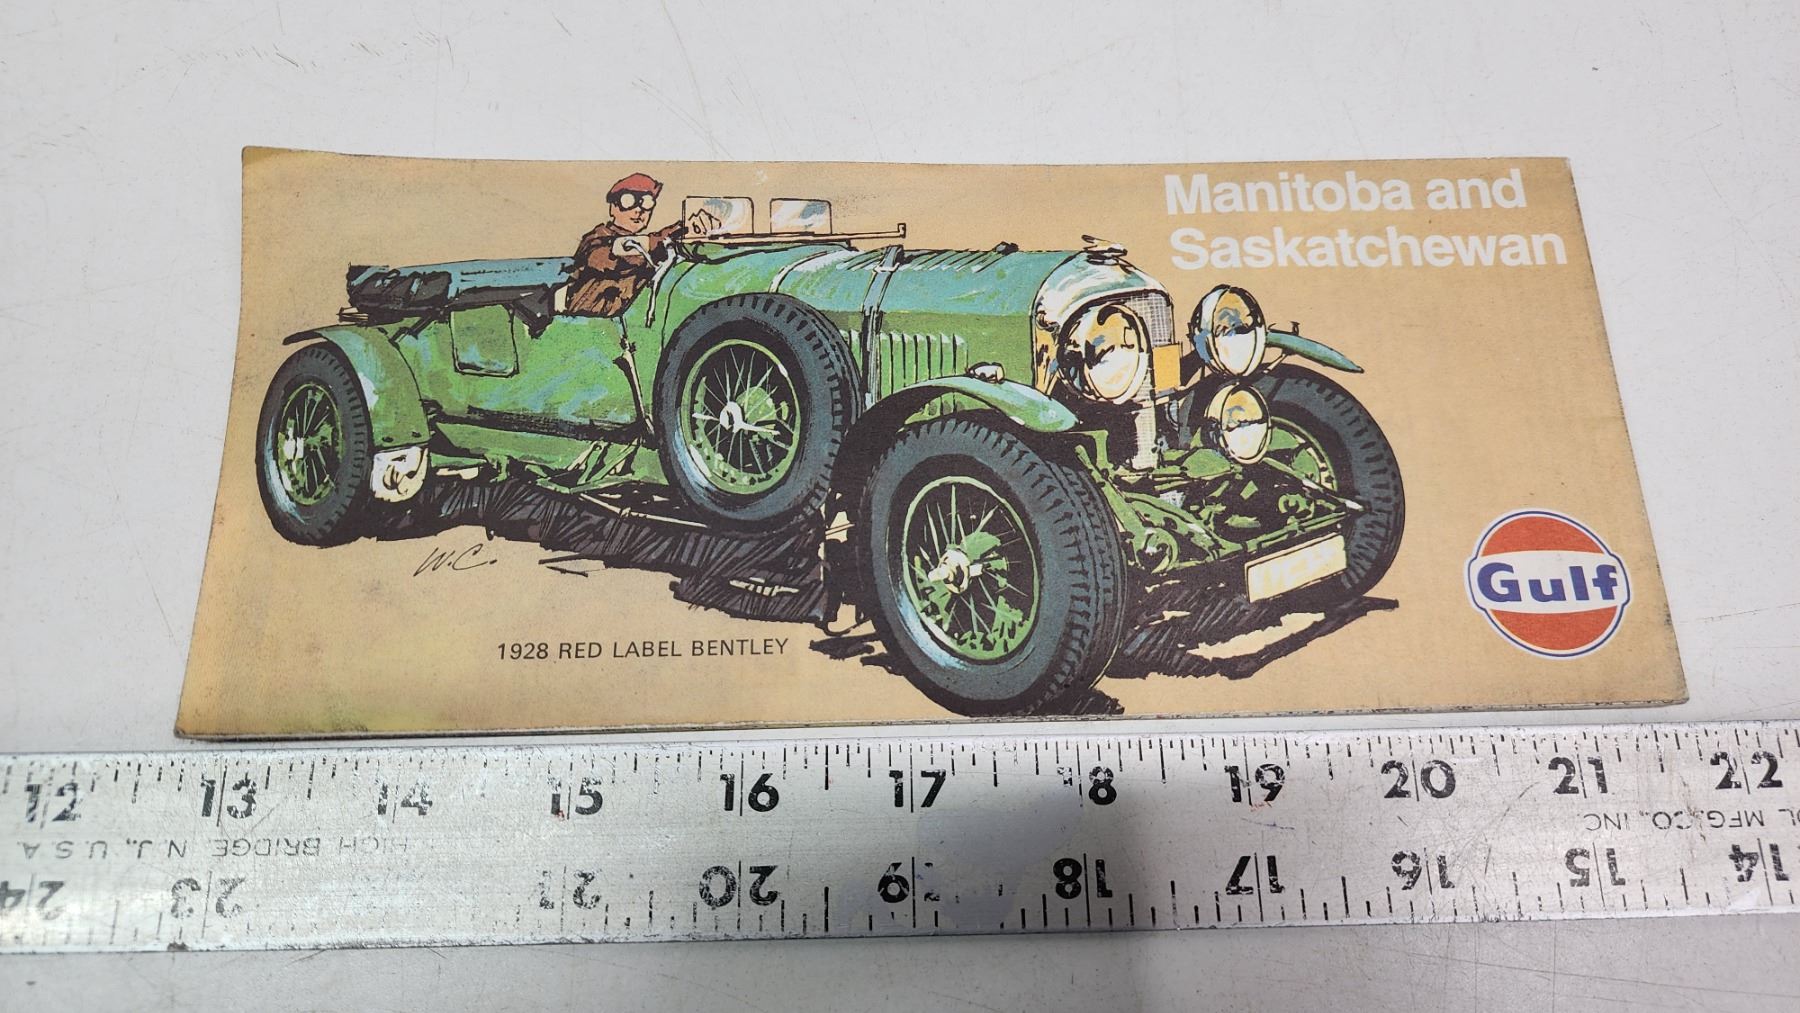 Manitoba and
Saskatchewan
Gulf
W.C.
1928 RED LABEL BENTLEY
12 13 14 15 16 17 18 19 20 21 22
HIGH BRIDGE N.J., U.S.A.
MFG. CO., INC.
24 23 21 20 19 18 17 16 15 14